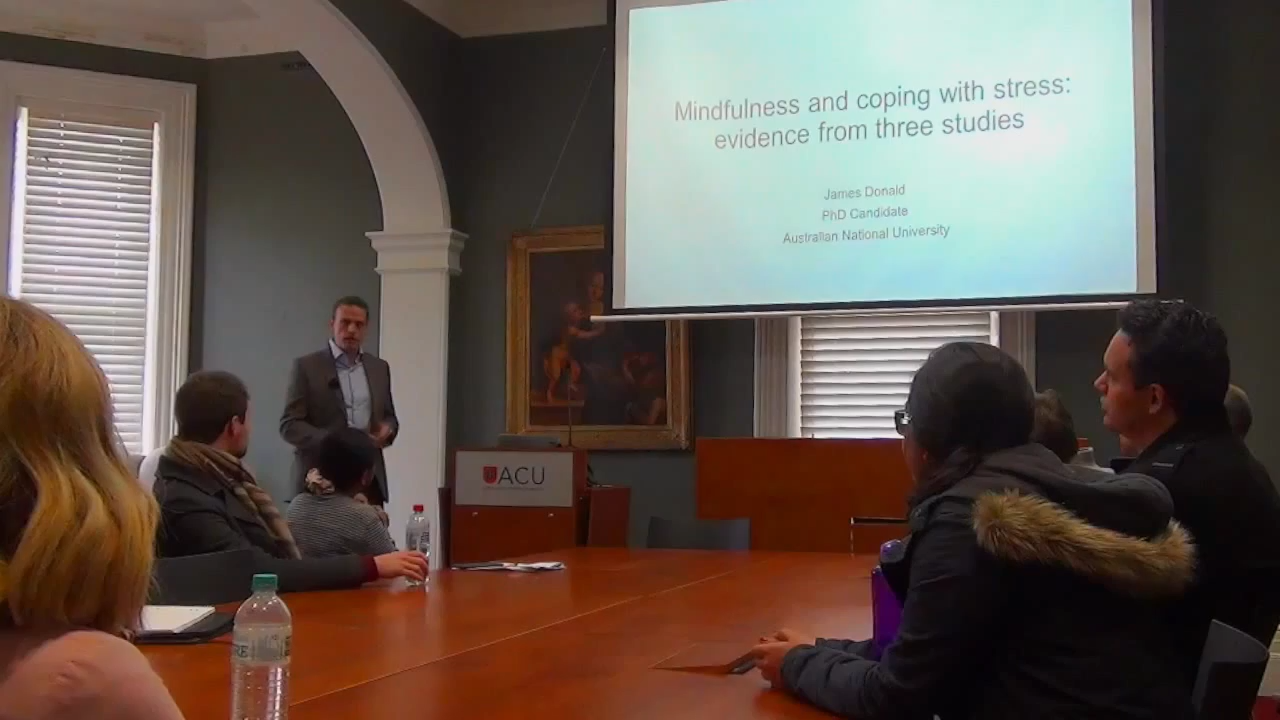 Mindfulness and coping with stress:
evidence from three studies
James Donald
PhD Candidate
Australian National University
ACU